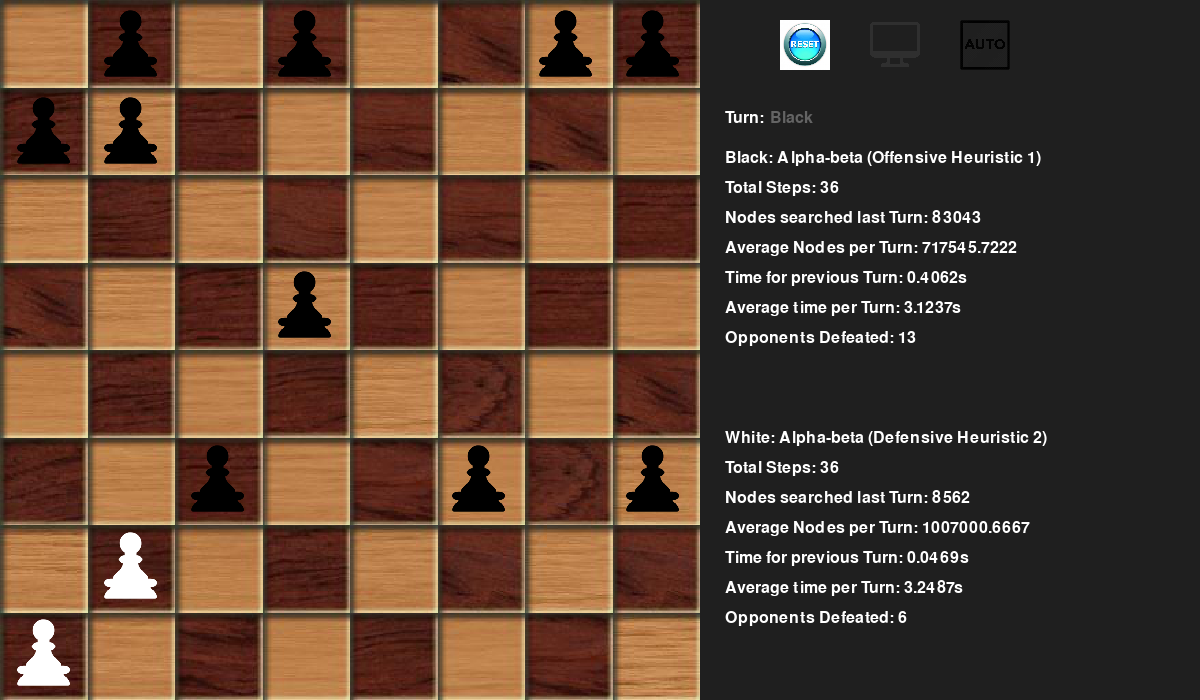 RESET
AUTO
Turn: Black
Black: Alpha-beta (Offensive Heuristic 1)
Total Steps: 36
Nodes searched last Turn: 83043
Average Nodes per Turn: 717545.7222
Time for previous Turn: 0.4062s
Average time per Turn: 3.1237s
Opponents Defeated: 13
White: Alpha-beta (Defensive Heuristic 2)
Total Steps: 36
Nodes searched last Turn: 8562
Average Nodes per Turn: 1007000.6667
Time for previous Turn: 0.0469s
Average time per Turn: 3.2487s
Opponents Defeated: 6